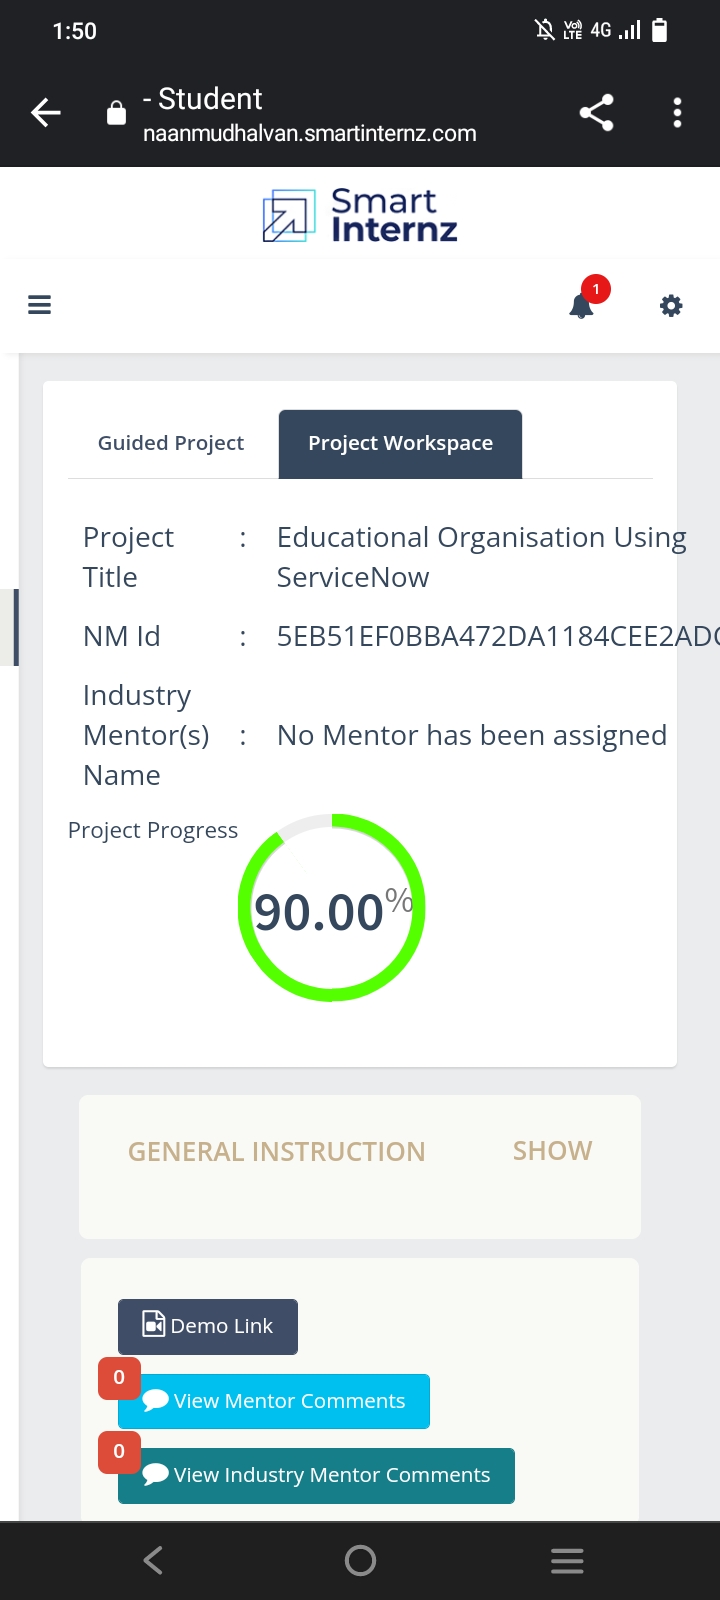 1:50
Vo)) LTE 4G
- Student
naanmudhalvan.smartinternz.com
Smart
Internz
1
Guided Project
Project Workspace
Project Title : Educational Organisation Using ServiceNow
NM Id : 5EB51EF0BBA472DA1184CEE2AD
Industry Mentor(s) Name : No Mentor has been assigned
Project Progress
90.00%
GENERAL INSTRUCTION
SHOW
Demo Link
0
View Mentor Comments
0
View Industry Mentor Comments